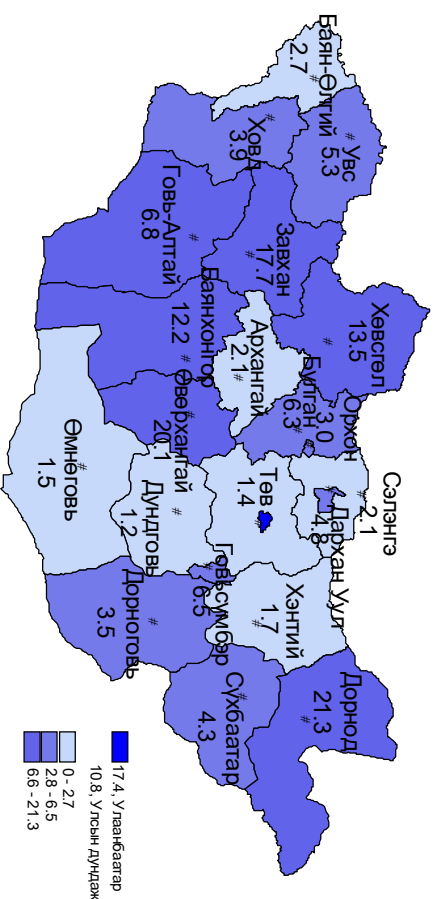 Баян-Өлгий
2.7
Увс
5.3
Ховд
3.9
Говь-Алтай
6.8
Завхан
17.7
Хөвсгөл
13.5
Баянхонгор
12.2
Архангай
2.1
Булган
6.3
Орхон
3.0
Өверхангай
20.1
Сэлэнгэ
2.1
Дархан Уул
4.8
Төв
1.4
Өмнөговь
1.5
Дундговь
1.2
Говьсүмбэр
6.5
Дорноговь
3.5
Хэнтий
1.7
Сүхбаатар
4.3
Дорнод
21.3
17.4, Улаанбаатар
10.8, Улсын дундаж
0 - 2.7
2.8 - 6.5
6.6 - 21.3